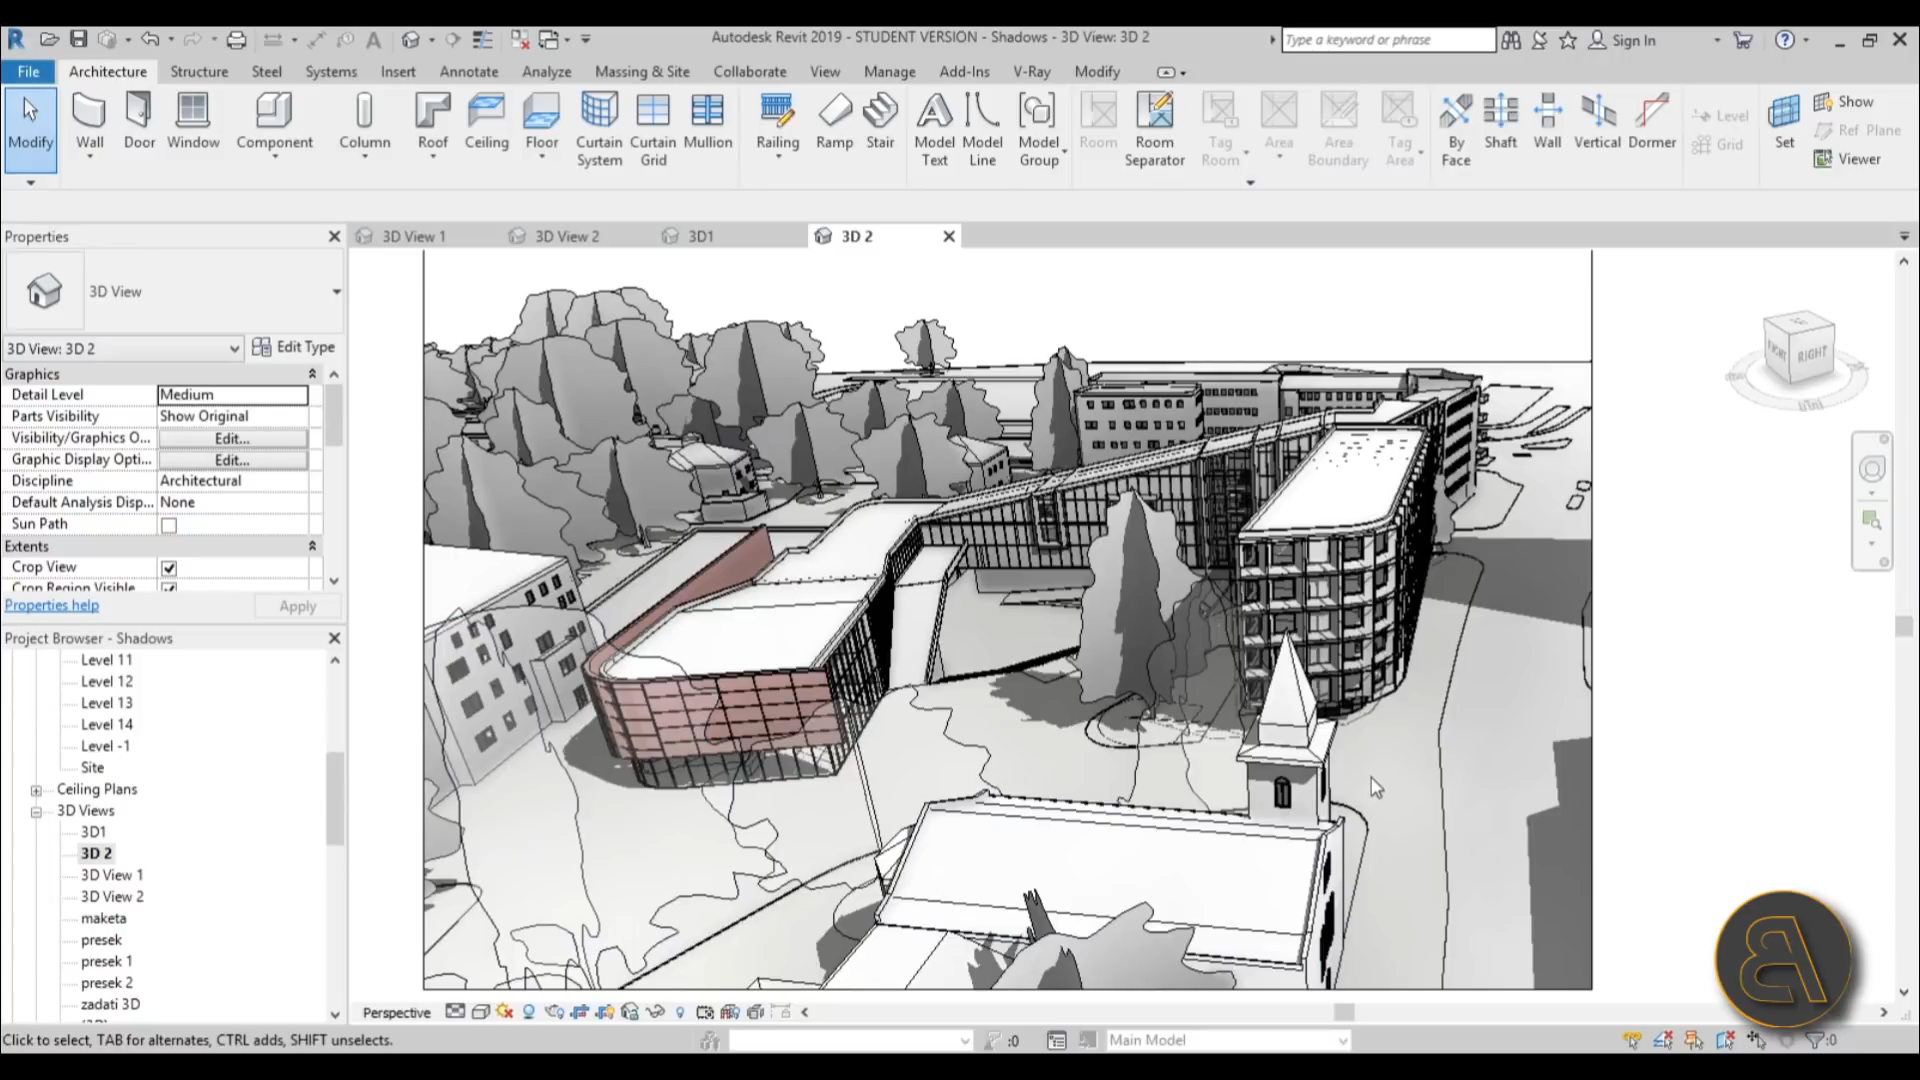 Autodesk Revit 2019 - STUDENT VERSION - Shadows - 3D View: 3D 2
Type a keyword or phrase
Sign In
File Architecture Structure Steel Systems Insert Annotate Analyze Massing & Site Collaborate View Manage Add-Ins V-Ray Modify
Modify
Wall
Door
Window
Component
Column
Roof
Ceiling
Floor
Curtain System
Curtain Grid
Mullion
Railing
Ramp
Stair
Model Text
Model Line
Model Group
Room
Room Separator
Tag Room
Area
Area Boundary
Tag Area
By Face
Shaft
Wall
Vertical
Dormer
Level
Grid
Set
Show
Ref Plane
Viewer
Properties
3D View 1
3D View 2
3D1
3D 2
3D View
3D View: 3D 2
Edit Type
Graphics
Detail Level Medium
Parts Visibility Show Original
Visibility/Graphics O... Edit...
Graphic Display Opti... Edit...
Discipline Architectural
Default Analysis Disp... None
Sun Path
Extents
Crop View
Crop Region Visible
Properties help
Apply
Project Browser - Shadows
Level 11
Level 12
Level 13
Level 14
Level -1
Site
Ceiling Plans
3D Views
3D1
3D 2
3D View 1
3D View 2
maketa
presek
presek 1
presek 2
zadati 3D
RIGHT
Perspective
Click to select, TAB for alternates, CTRL adds, SHIFT unselects.
:0
Main Model
:0